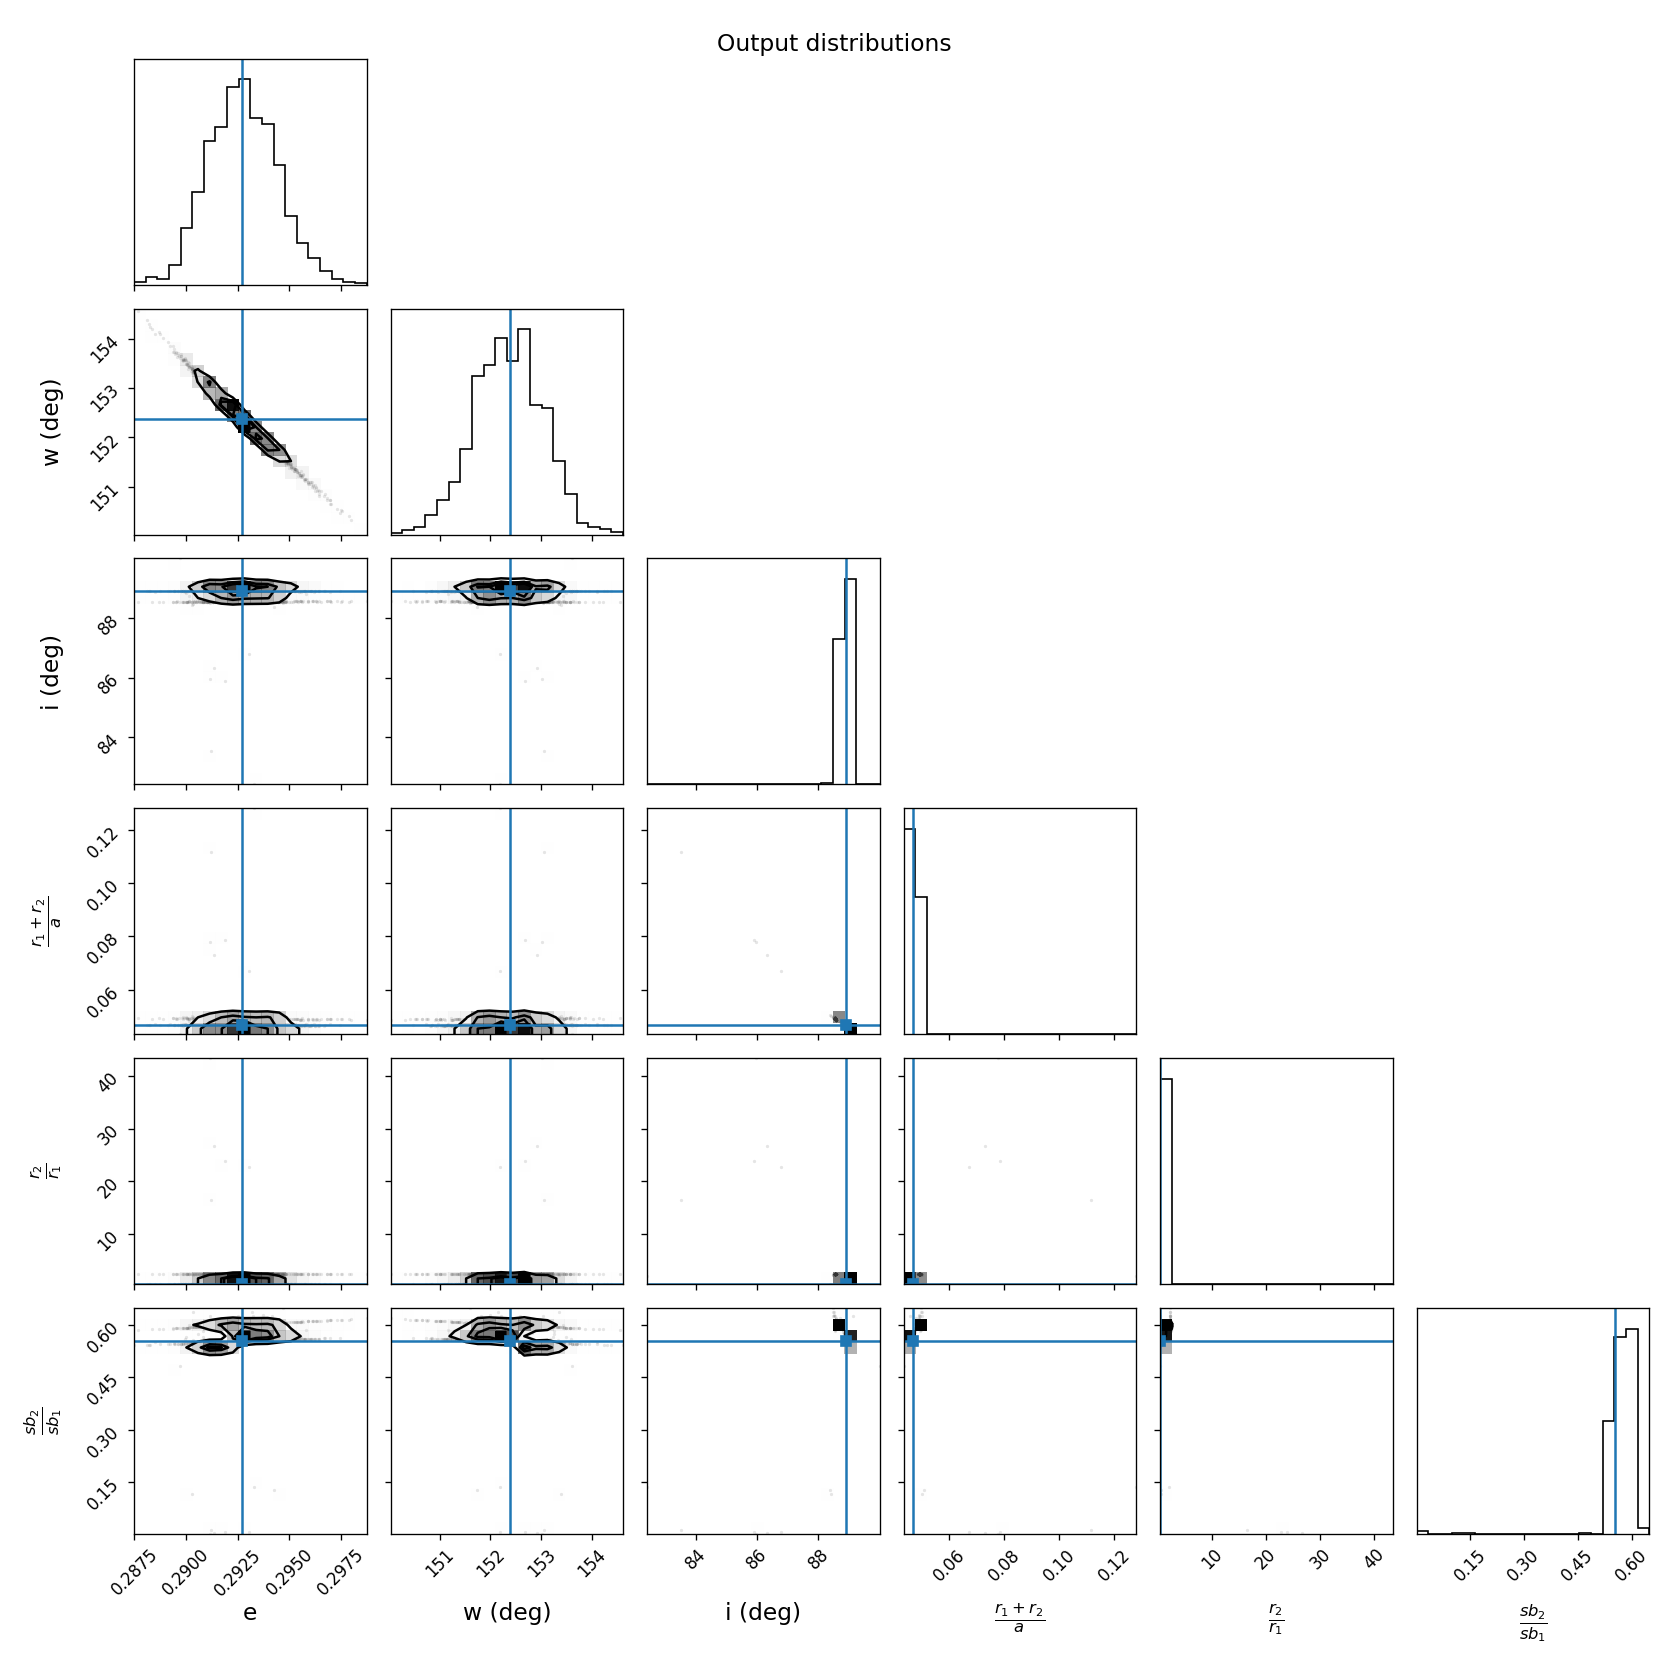 Output distributions
w (deg)
154
153
152
151
i (deg)
88
86
84
r1 + r2
a
0.12
0.10
0.08
0.06
r2
r1
40
30
20
10
sb2
sb1
0.60
0.45
0.30
0.15
0.2875 0.2900 0.2925 0.2950 0.2975 151 152 153 154 84 86 88 0.06 0.08 0.10 0.12 10 20 30 40 0.15 0.30 0.45 0.60
e w (deg) i (deg)
r1 + r2
a
r2
r1
sb2
sb1